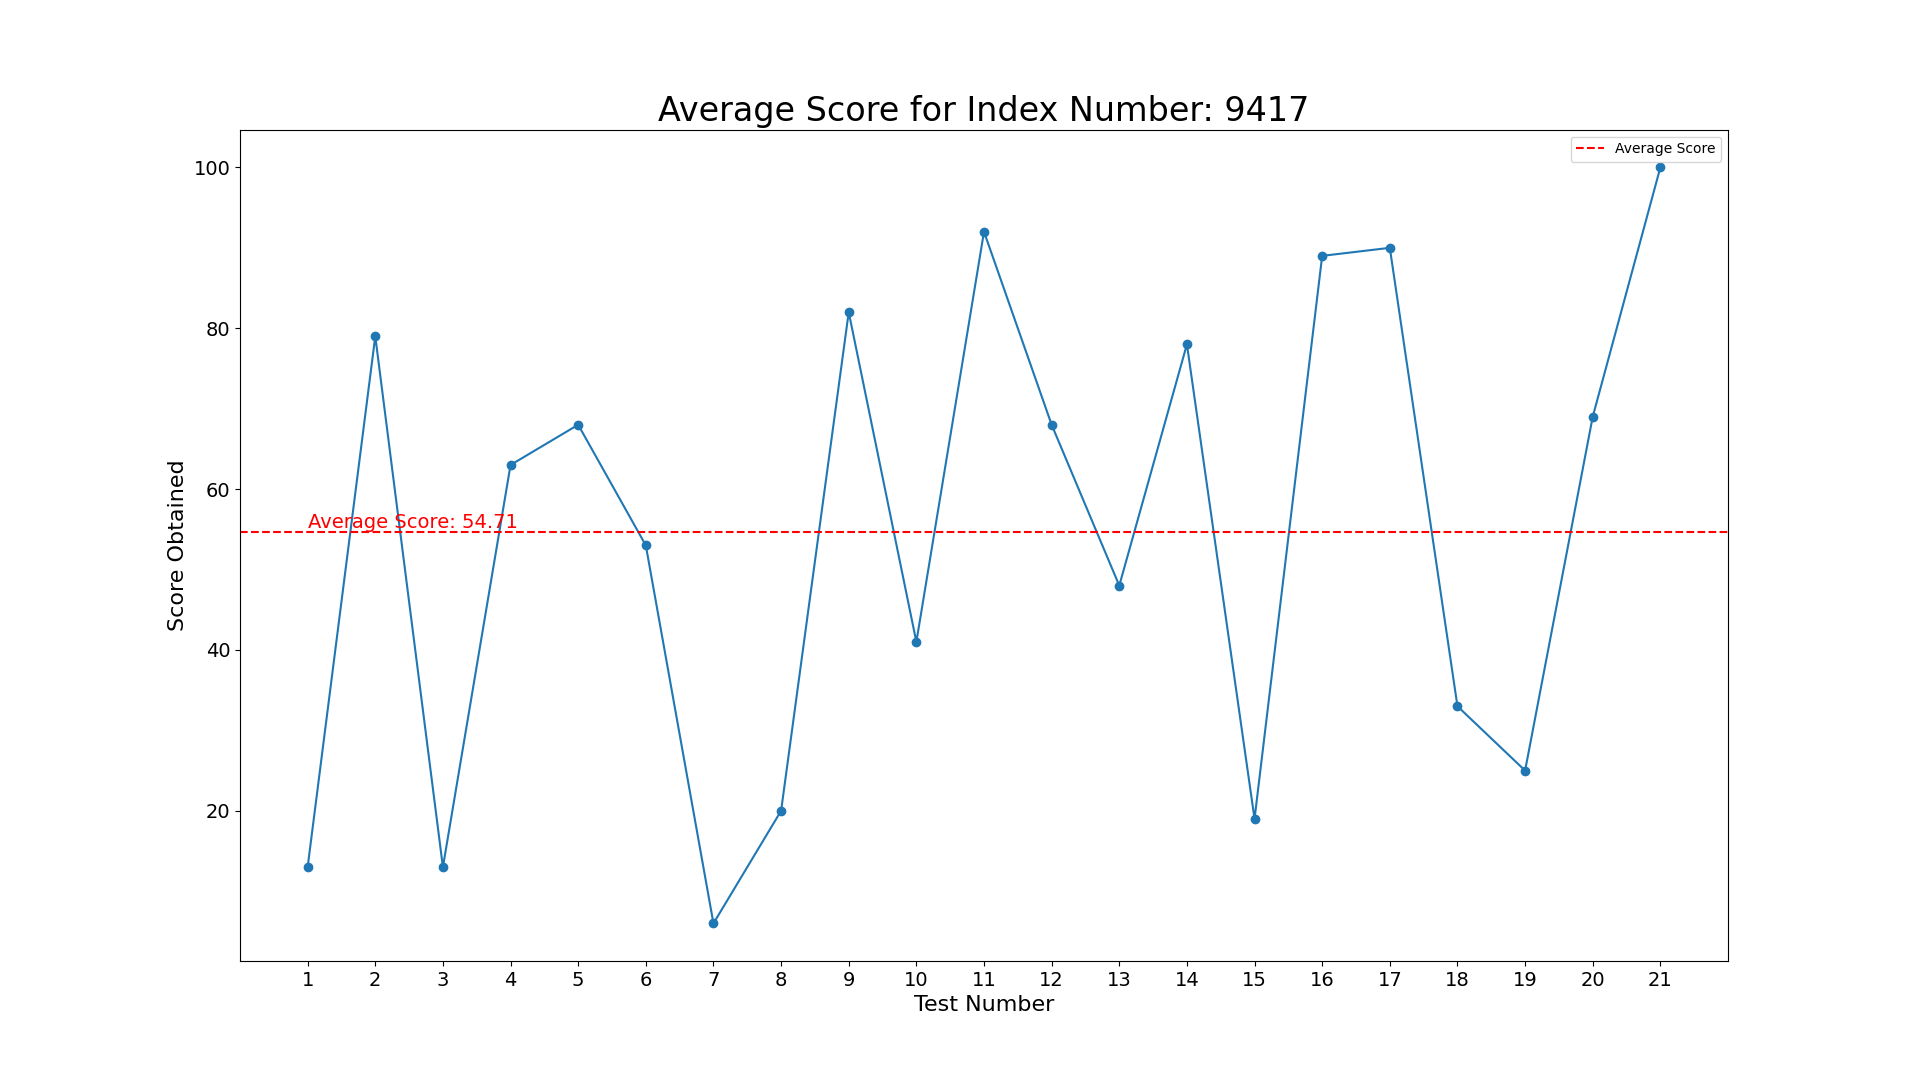 Average Score for Index Number: 9417
Average Score
100
80
60
40
20
Score Obtained
Average Score: 54.71
1 2 3 4 5 6 7 8 9 10 11 12 13 14 15 16 17 18 19 20 21
Test Number